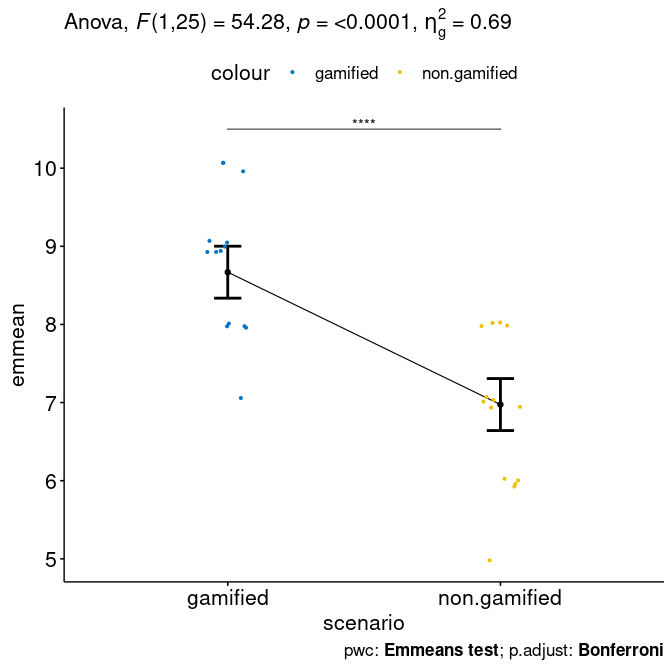 Anova, F(1,25) = 54.28, p = <0.0001, η²g = 0.69
colour gamified non.gamified
****
10
9
8
7
6
5
emmean
gamified non.gamified
scenario
pwc: Emmeans test; p.adjust: Bonferroni